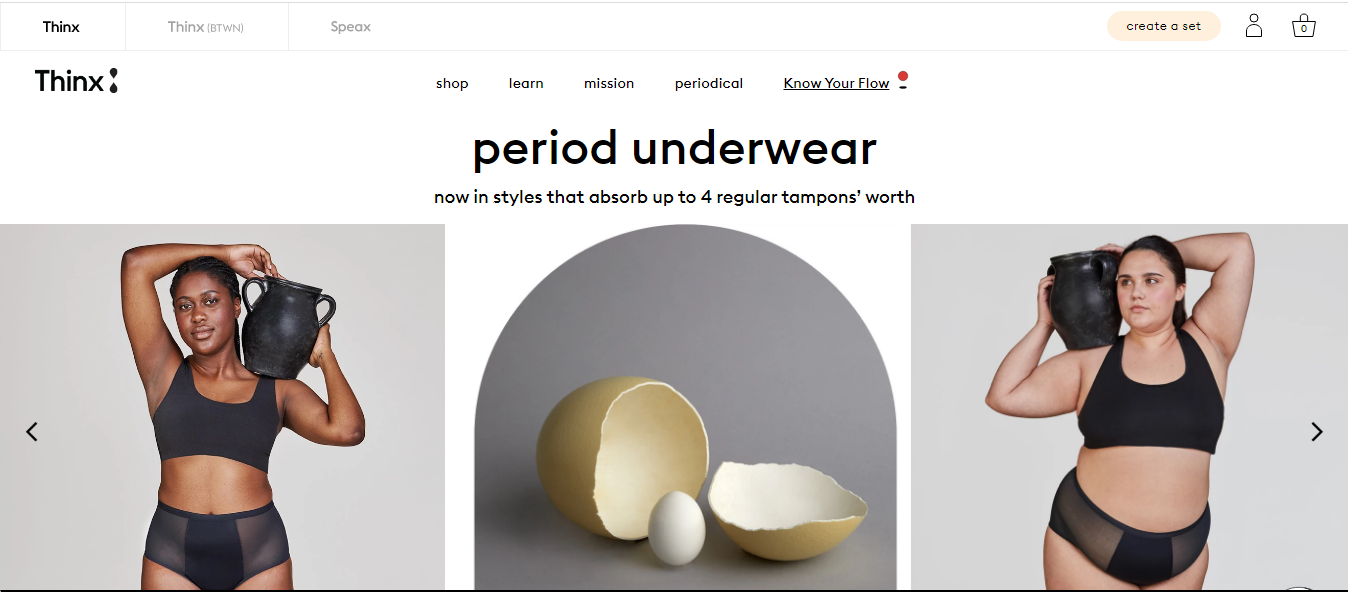 Thinx
Thinx (BTWN)
Speax
create a set
0
Thinx
shop
learn
mission
periodical
Know Your Flow
period underwear
now in styles that absorb up to 4 regular tampons’ worth